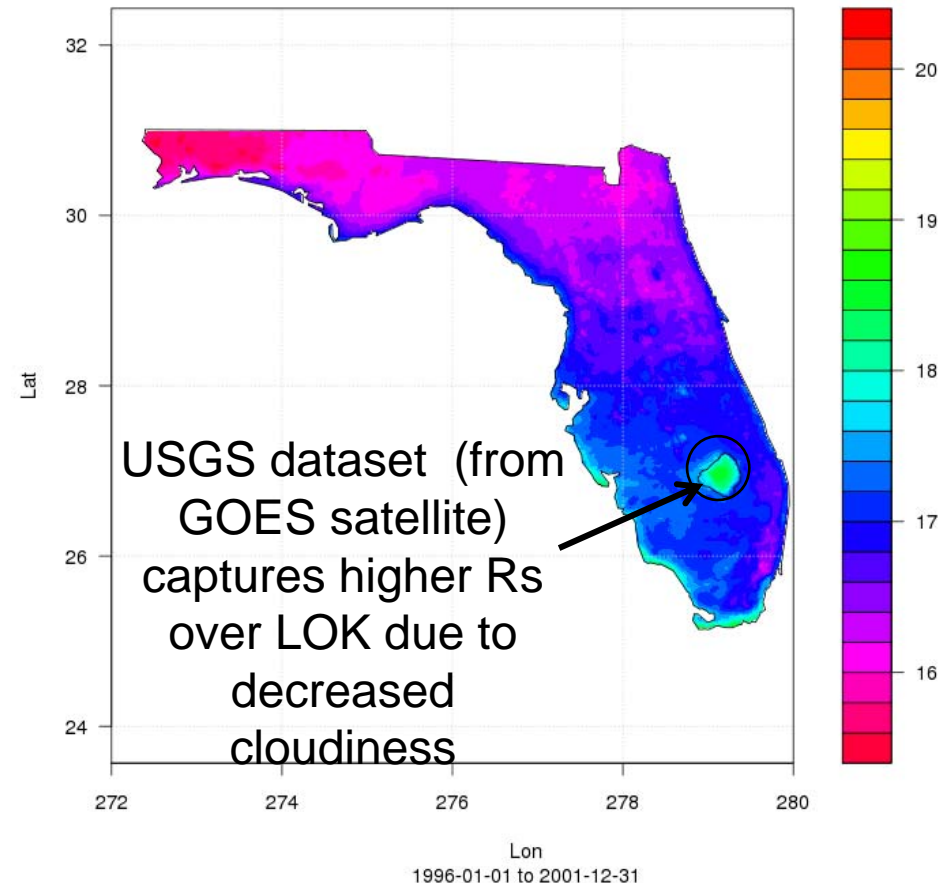 32
30
28
26
24
Lat
USGS dataset (from
GOES satellite)
captures higher Rs
over LOK due to
decreased
cloudiness
272
274
276
278
280
Lon
1996-01-01 to 2001-12-31
20
19
18
17
16